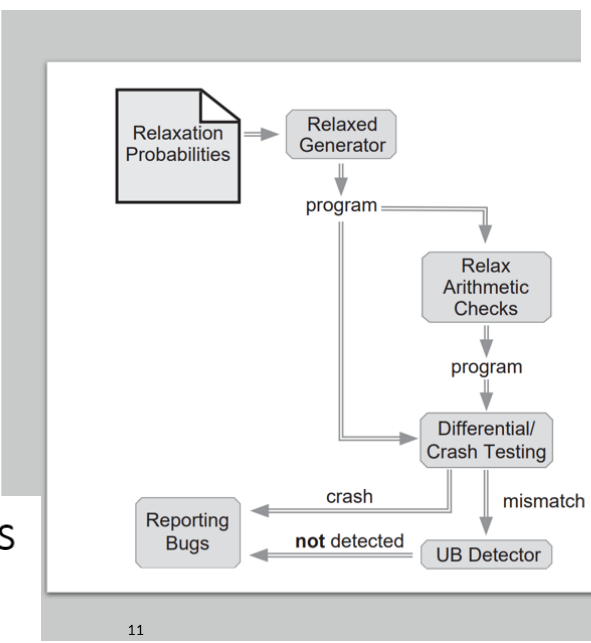 Relaxation
Probabilities
Relaxed
Generator
program
Relax
Arithmetic
Checks
program
Differential/
Crash Testing
crash
mismatch
Reporting
Bugs
not detected
UB Detector
s
11